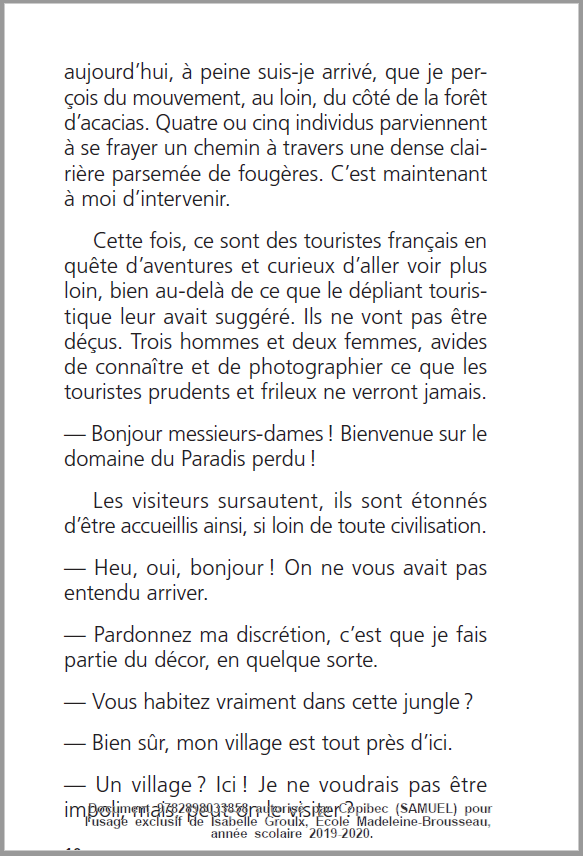 aujourd’hui, à peine suis-je arrivé, que je per-
çois du mouvement, au loin, du côté de la forêt
d’acacias. Quatre ou cinq individus parviennent
à se frayer un chemin à travers une dense clai-
rière parsemée de fougères. C’est maintenant
à moi d’intervenir.
Cette fois, ce sont des touristes français en
quête d’aventures et curieux d’aller voir plus
loin, bien au-delà de ce que le dépliant touris-
tique leur avait suggéré. Ils ne vont pas être
déçus. Trois hommes et deux femmes, avides
de connaître et de photographier ce que les
touristes prudents et frileux ne verront jamais.
— Bonjour messieurs-dames ! Bienvenue sur le
domaine du Paradis perdu !
Les visiteurs sursautent, ils sont étonnés
d’être accueillis ainsi, si loin de toute civilisation.
— Heu, oui, bonjour ! On ne vous avait pas
entendu arriver.
— Pardonnez ma discrétion, c’est que je fais
partie du décor, en quelque sorte.
— Vous habitez vraiment dans cette jungle ?
— Bien sûr, mon village est tout près d’ici.
— Un village ? Ici ! Je ne voudrais pas être
impoli, mais, peut-on le visiter ?
Document 9782898033858 autorisé par Copibec (SAMUEL) pour
l'usage exclusif de Isabelle Groulx, École Madeleine-Brousseau,
année scolaire 2019-2020.